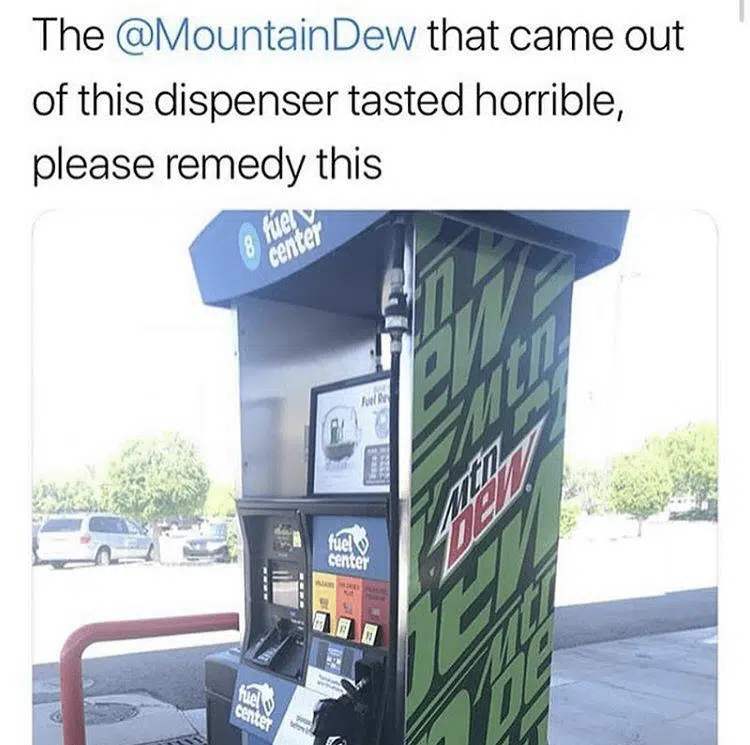 The @MountainDew that came out
of this dispenser tasted horrible,
please remedy this
8 fuel
center
Mtn
Dew
fuel
center
fuel
center